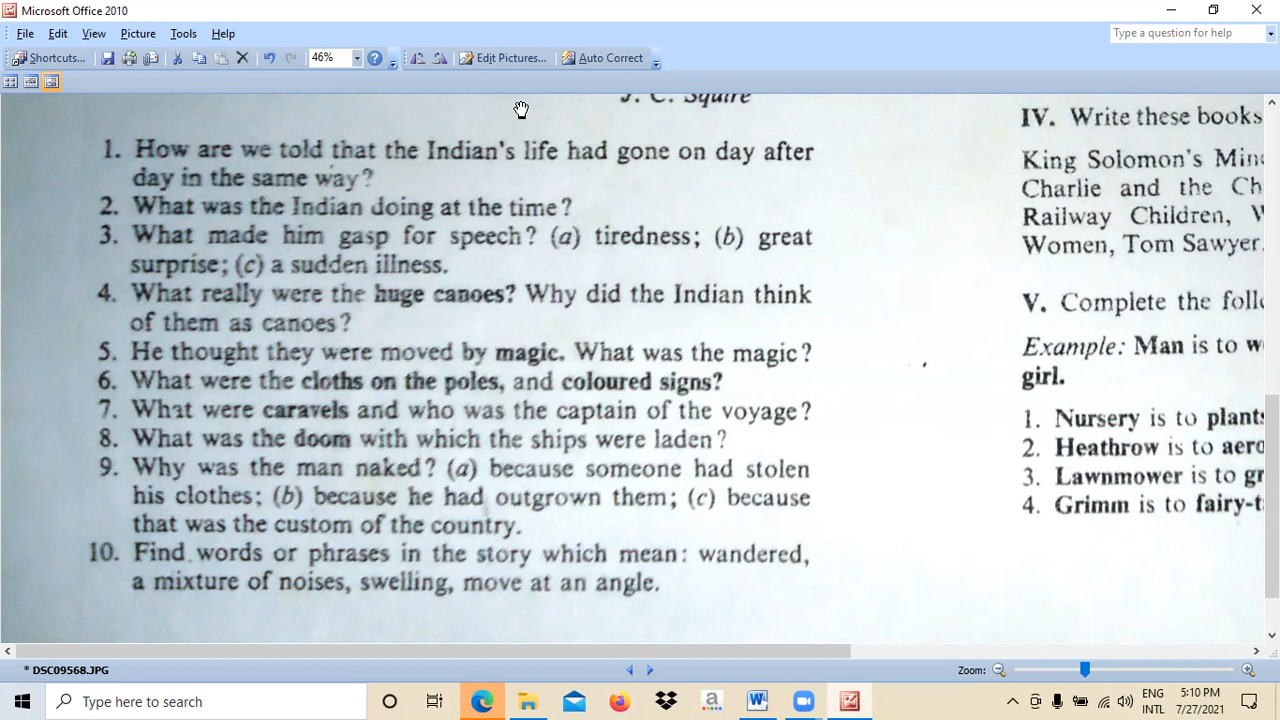 Microsoft Office 2010
File Edit View Picture Tools Help
Type a question for help
Shortcuts... 46% Edit Pictures... Auto Correct
J. C. Squire
1. How are we told that the Indian's life had gone on day after
day in the same way?
2. What was the Indian doing at the time?
3. What made him gasp for speech? (a) tiredness; (b) great
surprise; (c) a sudden illness.
4. What really were the huge canoes? Why did the Indian think
of them as canoes?
5. He thought they were moved by magic. What was the magic?
6. What were the cloths on the poles, and coloured signs?
7. What were caravels and who was the captain of the voyage?
8. What was the doom with which the ships were laden?
9. Why was the man naked? (a) because someone had stolen
his clothes; (b) because he had outgrown them; (c) because
that was the custom of the country.
10. Find words or phrases in the story which mean: wandered,
a mixture of noises, swelling, move at an angle.
IV. Write these books
King Solomon's
Charlie and the
Railway Children,
Women, Tom Sawyer.
V. Complete the
Example: Man is to
girl.
1. Nursery is to plants
2. Heathrow is to
3. Lawnmower is to
4. Grimm is to
* DSC09568.JPG
Zoom:
Type here to search
ENG
INTL
5:10 PM
7/27/2021